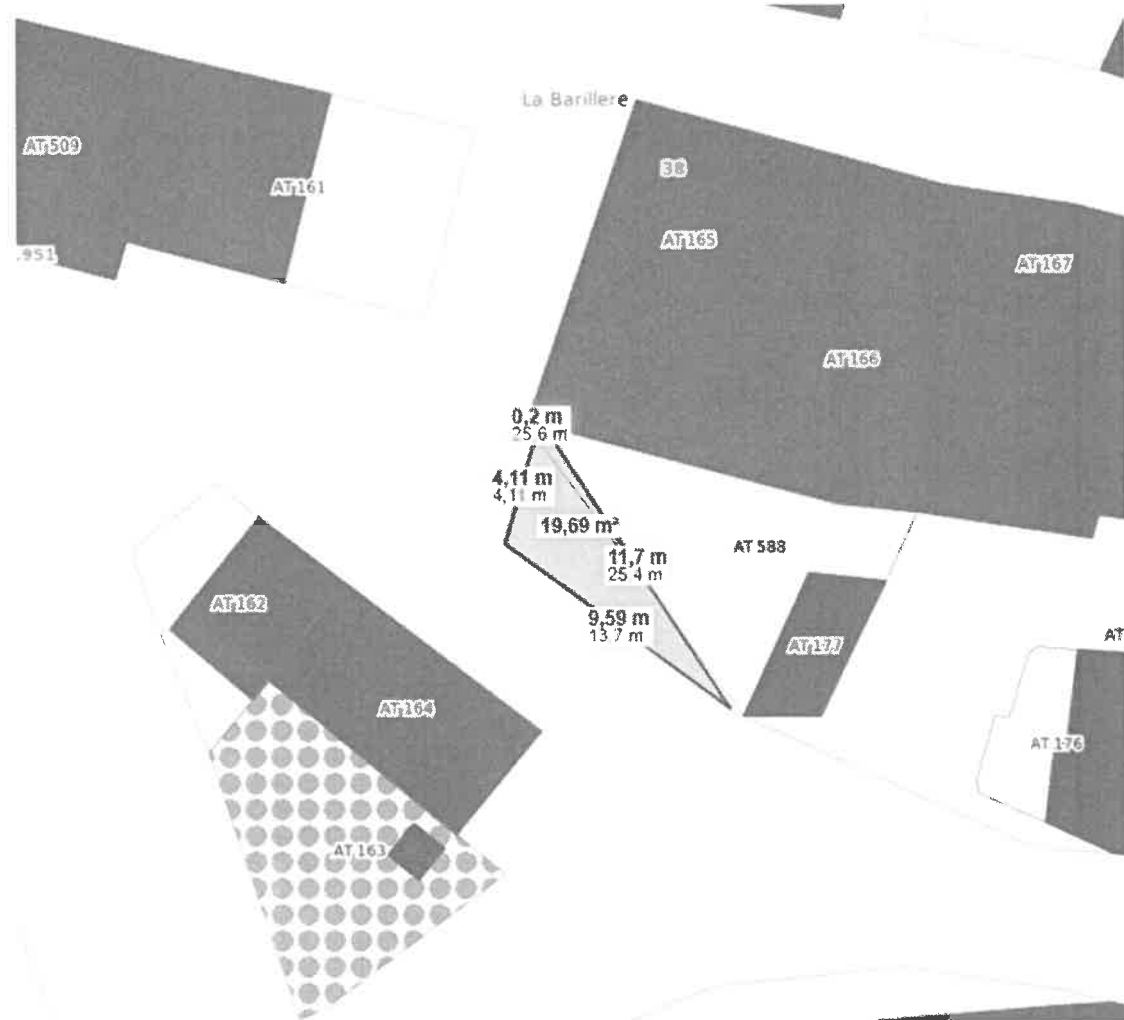 La Barillere
38
AT 509
AT 161
AT 165
.951
AT 167
AT 166
0,2 m
25,6 m
4,11 m
4,11 m
19,69 m²
AT 588
11,7 m
25,4 m
AT 162
9,59 m
13,7 m
AT 177
AT
AT 164
AT 176
AT 163